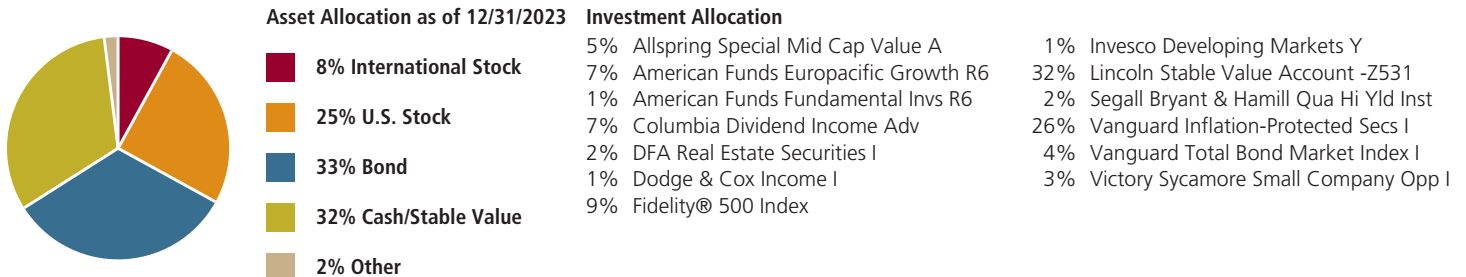 Asset Allocation as of 12/31/2023
8% International Stock
25% U.S. Stock
33% Bond
32% Cash/Stable Value
2% Other
Investment Allocation
5% Allspring Special Mid Cap Value A
7% American Funds Europacific Growth R6
1% American Funds Fundamental Invs R6
7% Columbia Dividend Income Adv
2% DFA Real Estate Securities I
1% Dodge & Cox Income I
9% Fidelity® 500 Index
1% Invesco Developing Markets Y
32% Lincoln Stable Value Account -Z531
2% Segall Bryant & Hamill Qua Hi Yld Inst
26% Vanguard Inflation-Protected Secs I
4% Vanguard Total Bond Market Index I
3% Victory Sycamore Small Company Opp I